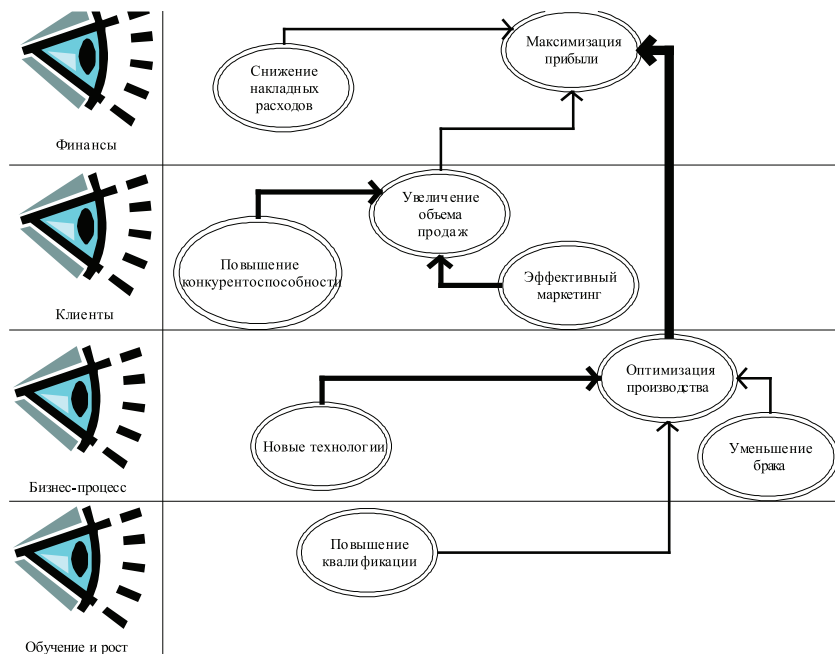 Максимизация
прибыли
Снижение
накладных
расходов
Финансы
Увеличение
объема
продаж
Повышение
конкурентоспособности
Эффективный
маркетинг
Клиенты
Оптимизация
производства
Новые технологии
Уменьшение
брака
Бизнес-процесс
Повышение
квалификации
Обучение и рост